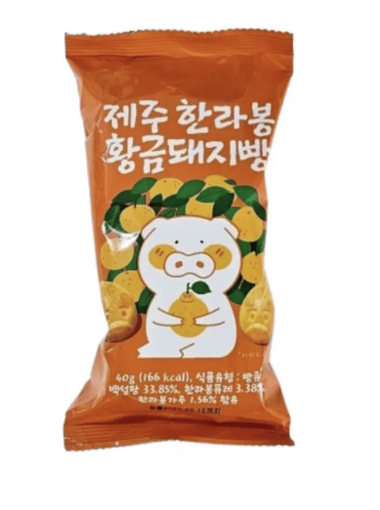 제주 한라봉
황금돼지빵
40g (166 kcal), 식품유형 : 빵류
백설탕 33.85%, 한라봉퓨레 3.38%
한라봉가루 1.56% 함유